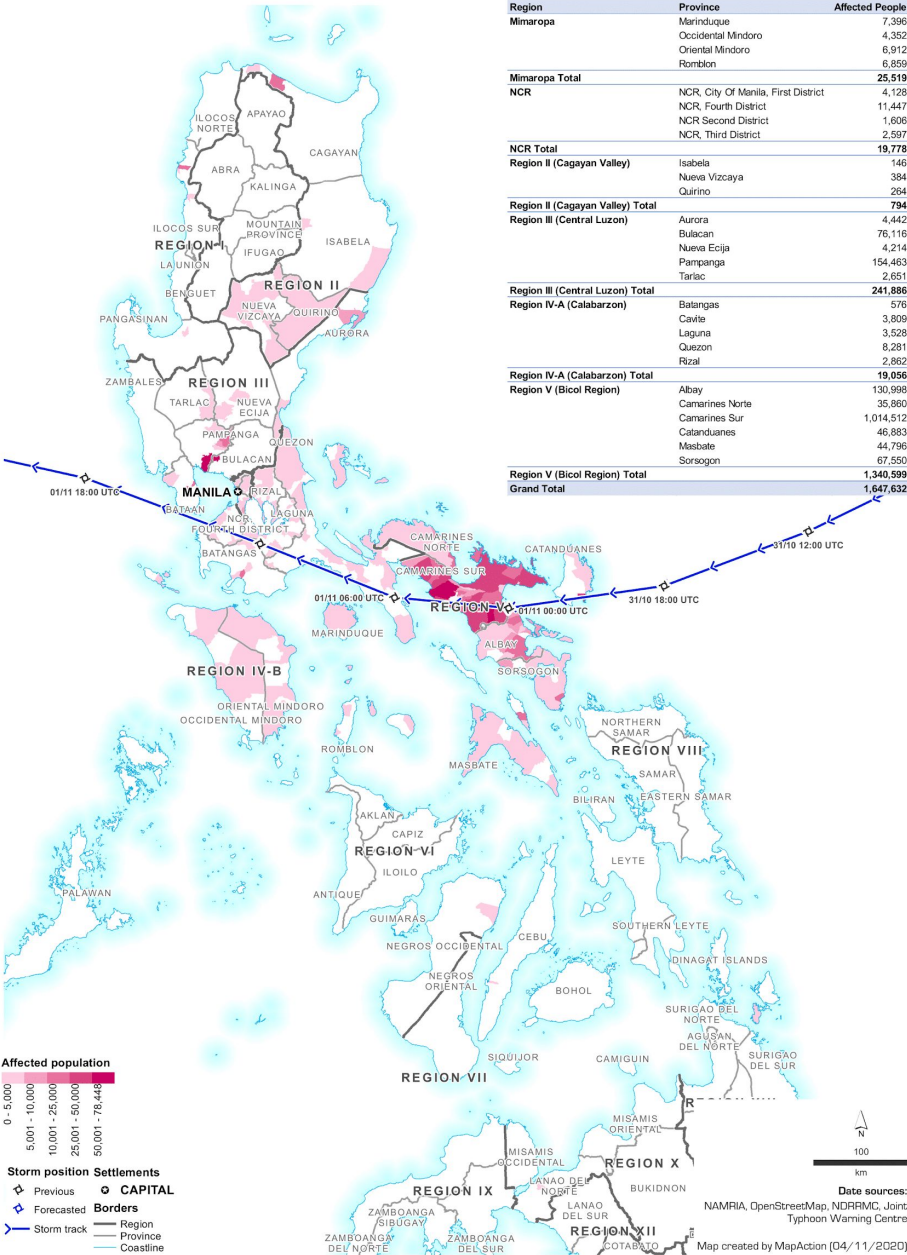 Region Province Affected People
Mimaropa Marinduque 7,396
Occidental Mindoro 4,352
Oriental Mindoro 6,912
Romblon 6,859
Mimaropa Total 25,519
NCR NCR, City Of Manila, First District 4,128
NCR, Fourth District 11,447
NCR Second District 1,606
NCR, Third District 2,597
NCR Total 19,778
Region II (Cagayan Valley) Isabela 146
Nueva Vizcaya 384
Quirino 264
Region II (Cagayan Valley) Total 794
Region III (Central Luzon) Aurora 4,442
Bulacan 76,116
Nueva Ecija 4,214
Pampanga 154,463
Tarlac 2,651
Region III (Central Luzon) Total 241,886
Region IV-A (Calabarzon) Batangas 576
Cavite 3,809
Laguna 3,528
Quezon 8,281
Rizal 2,862
Region IV-A (Calabarzon) Total 19,056
Region V (Bicol Region) Albay 130,998
Camarines Norte 35,860
Camarines Sur 1,014,512
Catanduanes 46,883
Masbate 44,796
Sorsogon 67,550
Region V (Bicol Region) Total 1,340,599
Grand Total 1,647,632
ILOCOS
NORTE
APAYAO
CAGAYAN
ABRA
KALINGA
ILOCOS SUR
MOUNTAIN
PROVINCE
REGION I
IFUGAO
ISABELA
LA UNION
BENGUET
REGION II
NUEVA
VIZCAYA
QUIRINO
PANGASINAN
AURORA
ZAMBALES
REGION III
TARLAC
NUEVA
ECIJA
PAMPANGA
QUEZON
BULACAN
01/11 18:00 UTC
MANILA
RIZAL
BATAAN
NCR
FOURTH DISTRICT
LAGUNA
BATANGAS
CAMARINES
NORTE
CATANDUANES
31/10 12:00 UTC
CAMARINES SUR
01/11 06:00 UTC
REGION V
01/11 00:00 UTC
31/10 18:00 UTC
MARINDUQUE
ALBAY
SORSOGON
REGION IV-B
ORIENTAL MINDORO
OCCIDENTAL MINDORO
ROMBLON
MASBATE
NORTHERN
SAMAR
REGION VIII
SAMAR
EASTERN SAMAR
BILIRAN
AKLAN
CAPIZ
REGION VI
ILOILO
ANTIQUE
LEYTE
PALAWAN
GUIMARAS
CEBU
SOUTHERN LEYTE
NEGROS OCCIDENTAL
DINAGAT ISLANDS
NEGROS
ORIENTAL
BOHOL
SURIGAO DEL
NORTE
AGUSAN
DEL NORTE
SURIGAO
DEL SUR
SIQUIJOR
CAMIGUIN
REGION VII
MISAMIS
ORIENTAL
MISAMIS
OCCIDENTAL
REGION X
LANAO DEL
NORTE
BUKIDNON
REGION IX
LANAO
DEL SUR
ZAMBOANGA
SIBUGAY
REGION XII
ZAMBOANGA
DEL NORTE
ZAMBOANGA
DEL SUR
COTABATO
Affected population
0 - 5,000
5,001 - 10,000
10,001 - 25,000
25,001 - 50,000
50,001 - 78,448
Storm position
Previous
Forecasted
Storm track
Settlements
CAPITAL
Borders
Region
Province
Coastline
N
100
km
Date sources:
NAMRIA, OpenStreetMap, NDRRMC, Joint
Typhoon Warning Centre
Map created by MapAction (04/11/2020)